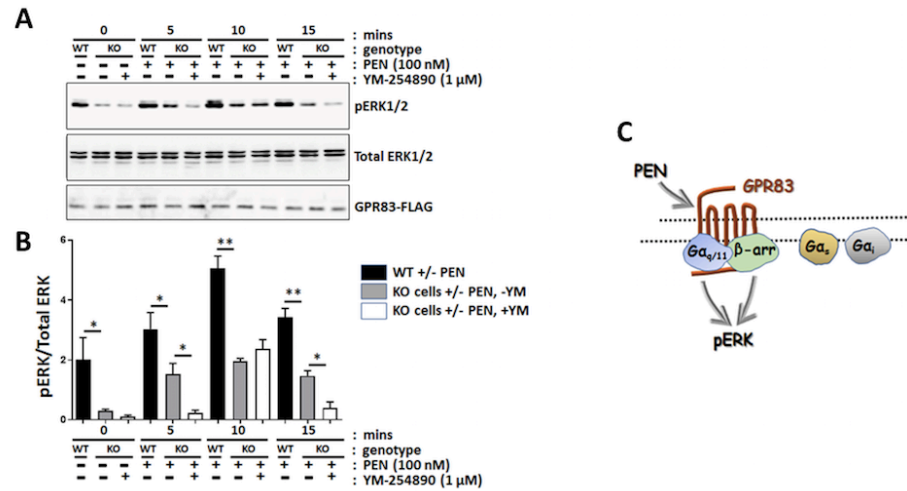 A
0 5 10 15 : mins
WT KO WT KO WT KO WT KO : genotype
– – – + + + + + + + + + : PEN (100 nM)
– – + – – + – – + – – + : YM-254890 (1 µM)
pERK1/2
Total ERK1/2
GPR83-FLAG
B
pERK/Total ERK
6
4
2
0
* * * ** ** *
WT +/- PEN
KO cells +/- PEN, -YM
KO cells +/- PEN, +YM
0 5 10 15 : mins
WT KO WT KO WT KO WT KO : genotype
– – – + + + + + + + + + : PEN (100 nM)
– – + – – + – – + – – + : YM-254890 (1 µM)
C
PEN
GPR83
Gαq/11 β-arr Gαs Gαi
pERK